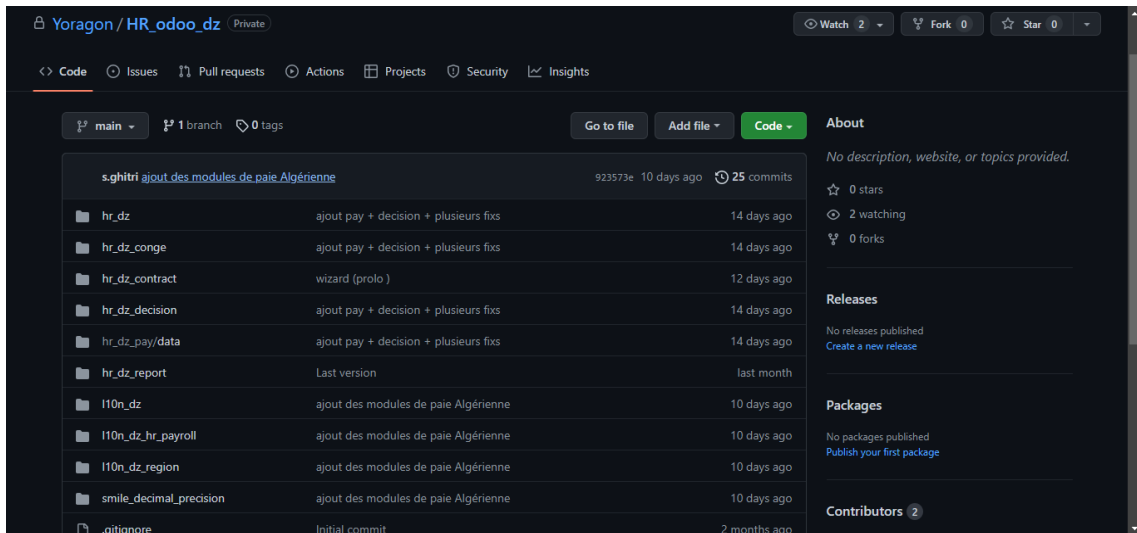 Yoragon / HR_odoo_dz Private
Watch 2 Fork 0 Star 0
Code Issues Pull requests Actions Projects Security Insights
main 1 branch 0 tags Go to file Add file Code
About
No description, website, or topics provided.
s.ghitri ajout des modules de paie Algérienne 923573e 10 days ago 25 commits
0 stars
hr_dz ajout pay + decision + plusieurs fixs 14 days ago
2 watching
hr_dz_conge ajout pay + decision + plusieurs fixs 14 days ago
0 forks
hr_dz_contract wizard (prolo ) 12 days ago
Releases
hr_dz_decision ajout pay + decision + plusieurs fixs 14 days ago
No releases published
hr_dz_pay/data ajout pay + decision + plusieurs fixs 14 days ago
Create a new release
hr_dz_report Last version last month
l10n_dz ajout des modules de paie Algérienne 10 days ago
Packages
l10n_dz_hr_payroll ajout des modules de paie Algérienne 10 days ago
No packages published
Publish your first package
l10n_dz_region ajout des modules de paie Algérienne 10 days ago
smile_decimal_precision ajout des modules de paie Algérienne 10 days ago
Contributors 2
.gitignore Initial commit 2 months ago